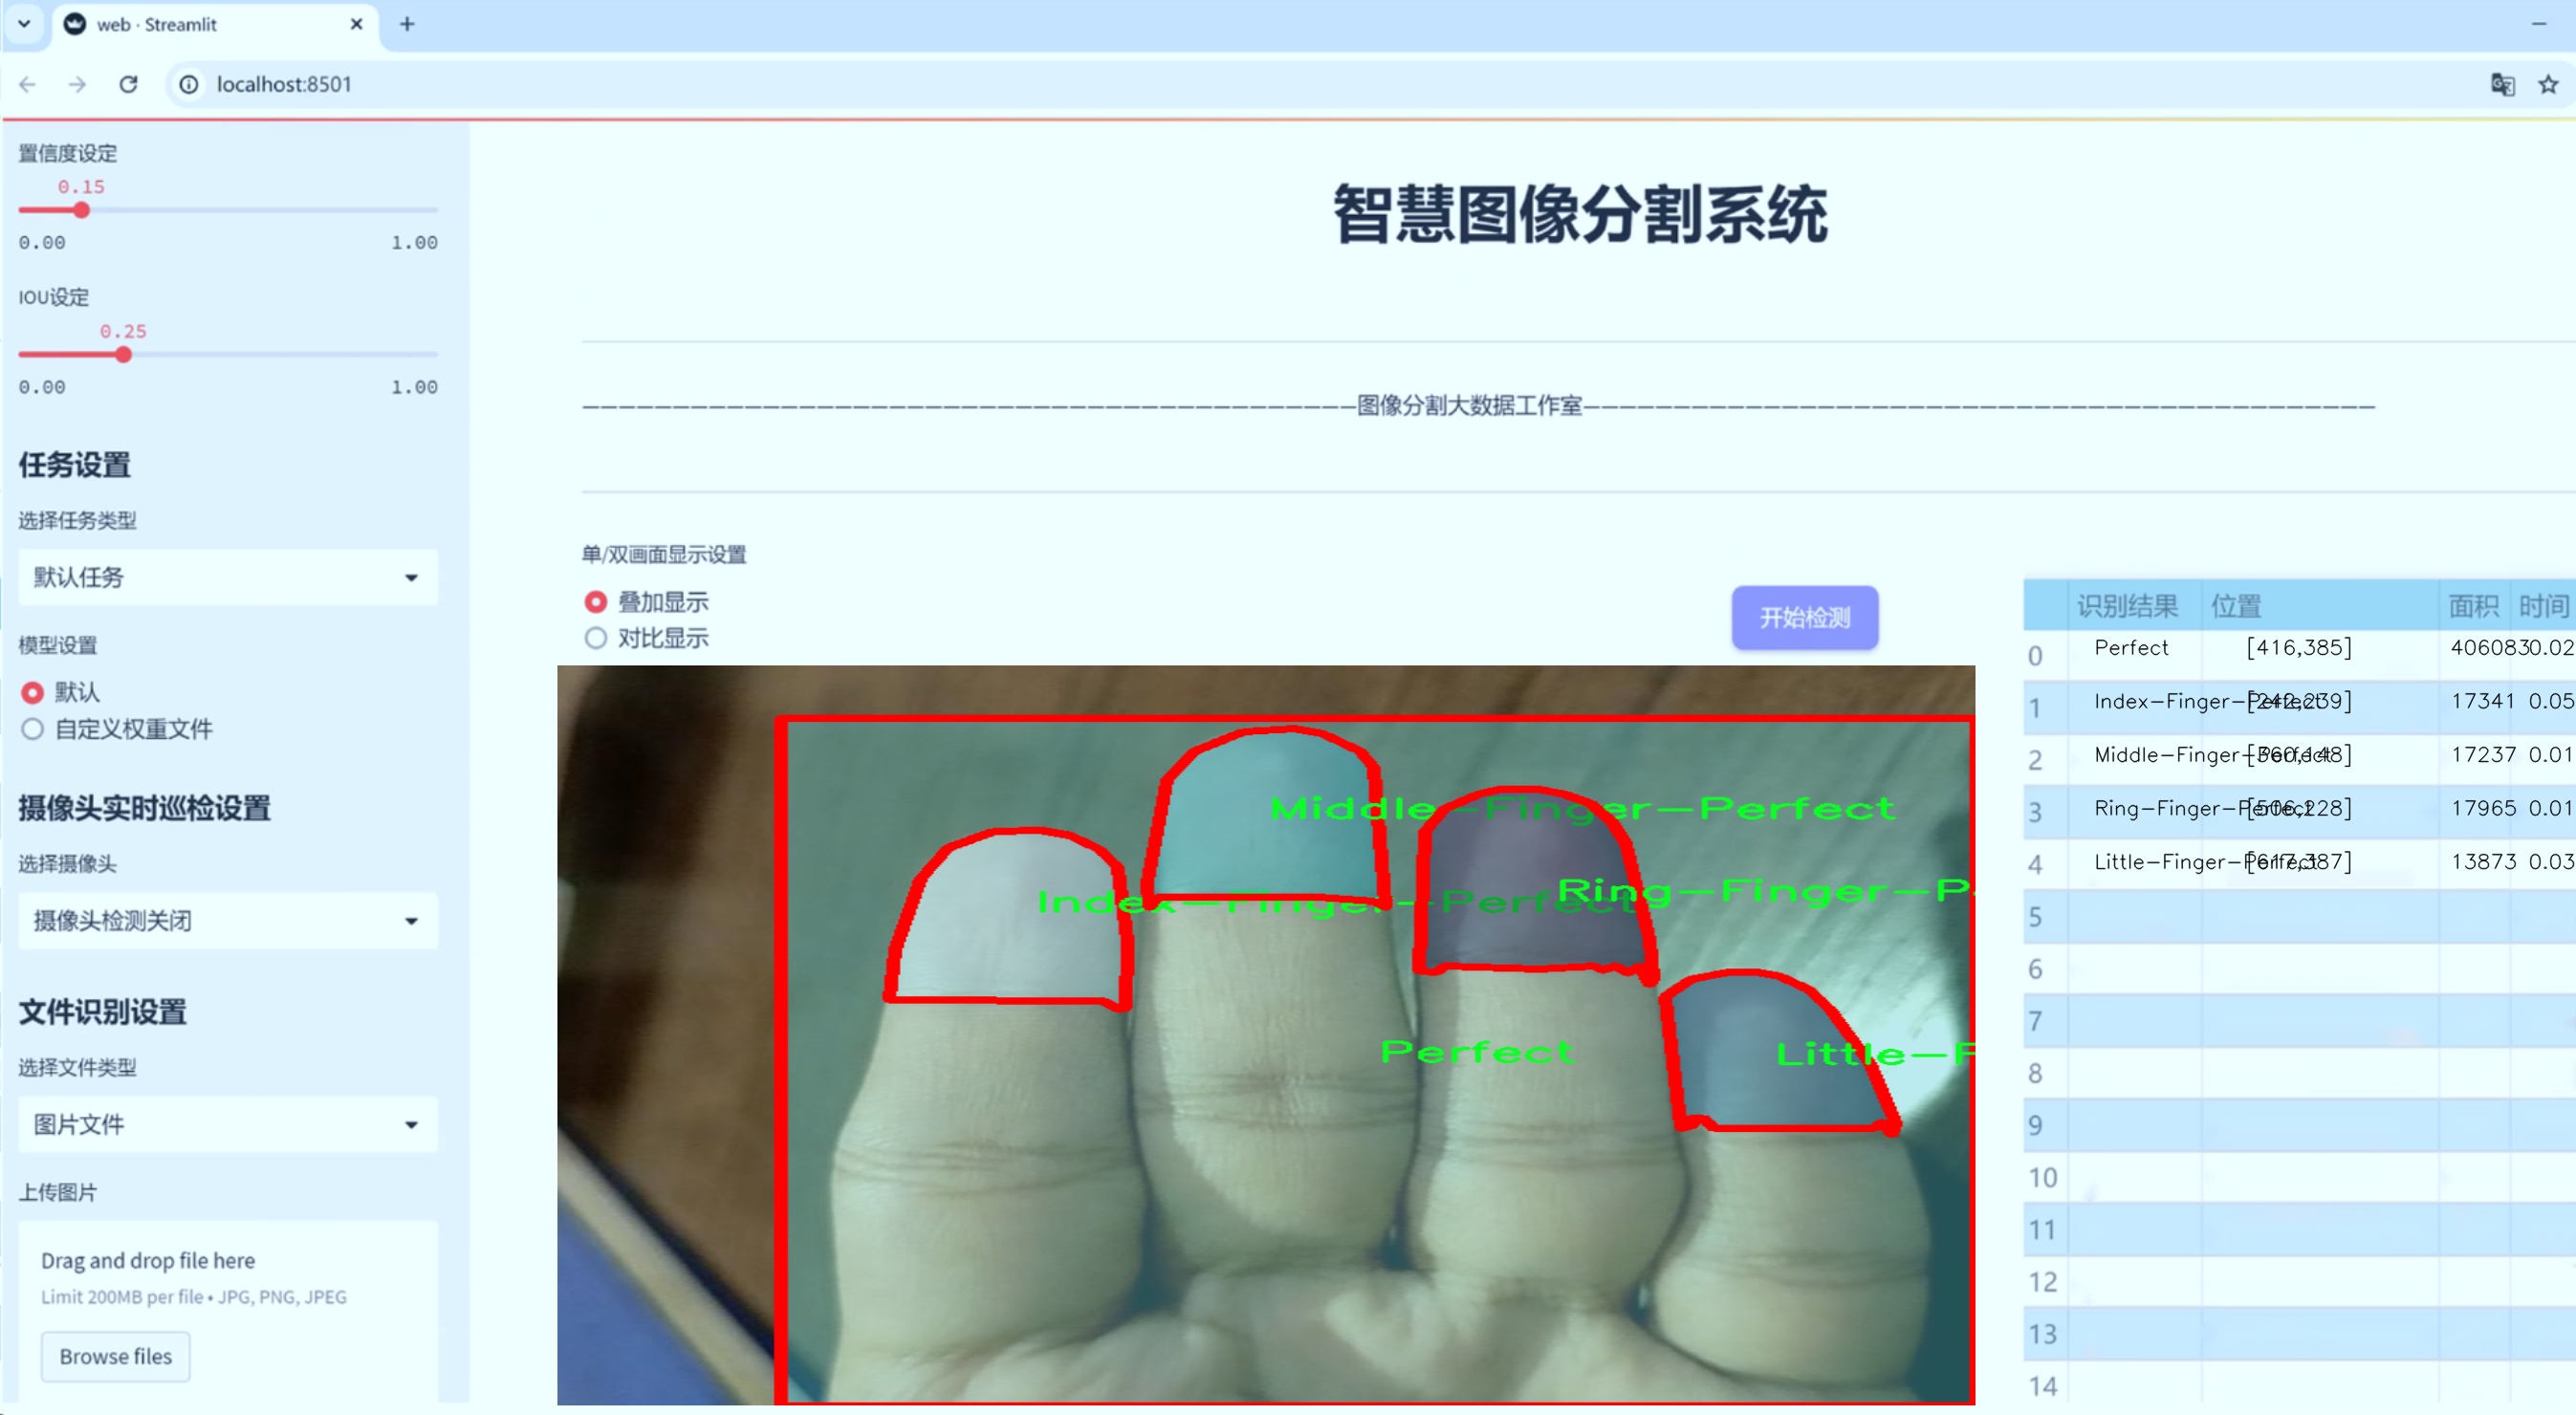 web · Streamlit
localhost:8501
置信度设定
0.15
0.00 1.00
IOU设定
0.25
0.00 1.00
任务设置
选择任务类型
默认任务
模型设置
默认
自定义权重文件
摄像头实时巡检设置
选择摄像头
摄像头检测关闭
文件识别设置
选择文件类型
图片文件
上传图片
Drag and drop file here
Limit 200MB per file • JPG, PNG, JPEG
Browse files
智慧图像分割系统
图像分割大数据工作室
单/双画面显示设置
叠加显示
对比显示
开始检测
Middle-Finger-Perfect
Index-Finger-Perfect
Ring-Finger-P
Perfect
Little-F
识别结果 位置 面积 时间
0 Perfect [416,385] 406083 0.02
1 Index-Finger-Perfect [242,239] 17341 0.05
2 Middle-Finger-Perfect [360,148] 17237 0.01
3 Ring-Finger-Perfect [506,228] 17965 0.01
4 Little-Finger-Perfect [617,387] 13873 0.03
5
6
7
8
9
10
11
12
13
14